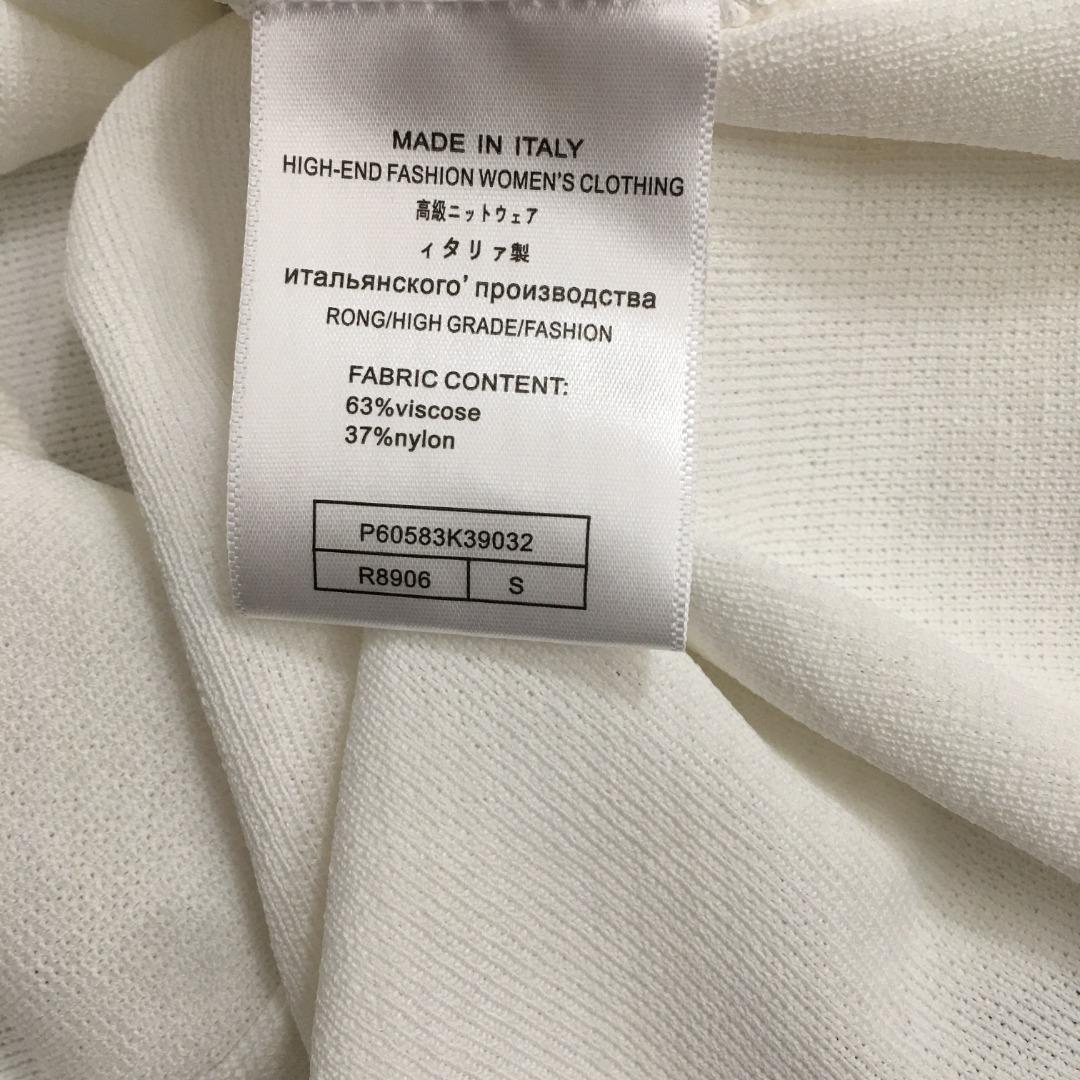 MADE IN ITALY
HIGH-END FASHION WOMEN'S CLOTHING
高級ニットウェア
ィタリァ製
итальянского' производства
RONG/HIGH GRADE/FASHION
FABRIC CONTENT:
63%viscose
37%nylon
P60583K39032
R8906 S